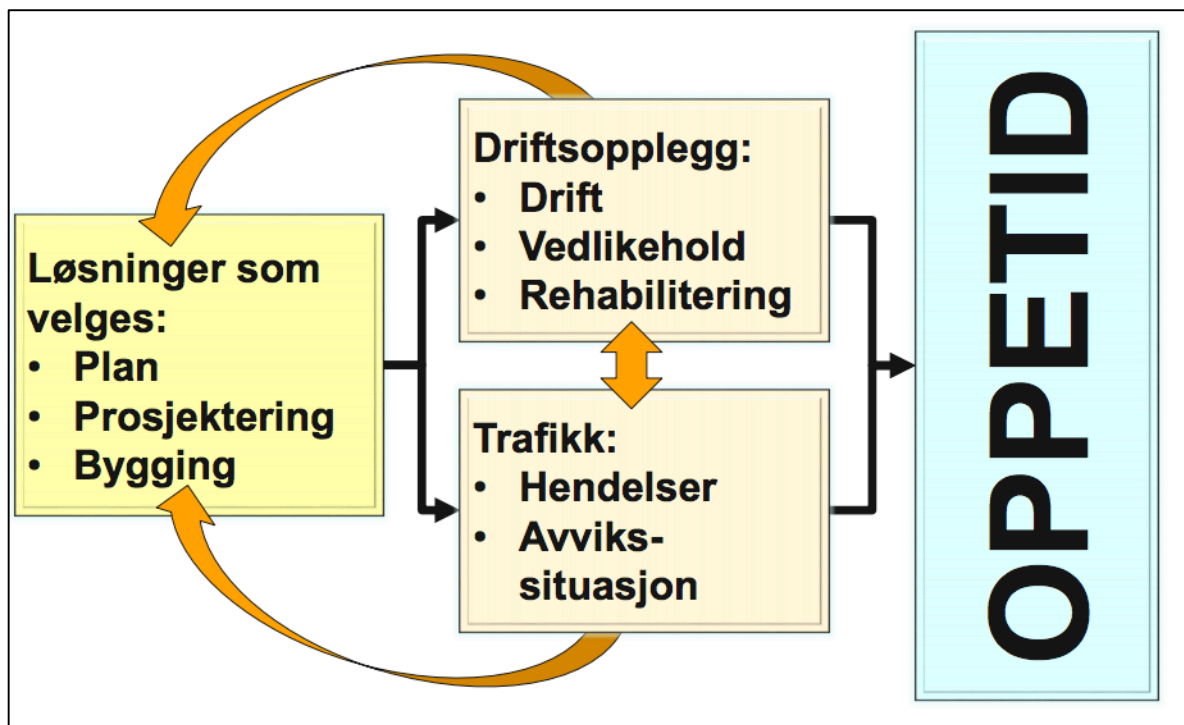 Løsninger som
velges:
• Plan
• Prosjektering
• Bygging
Driftsopplegg:
• Drift
• Vedlikehold
• Rehabilitering
Trafikk:
• Hendelser
• Avviks-
situasjon
OPPETID